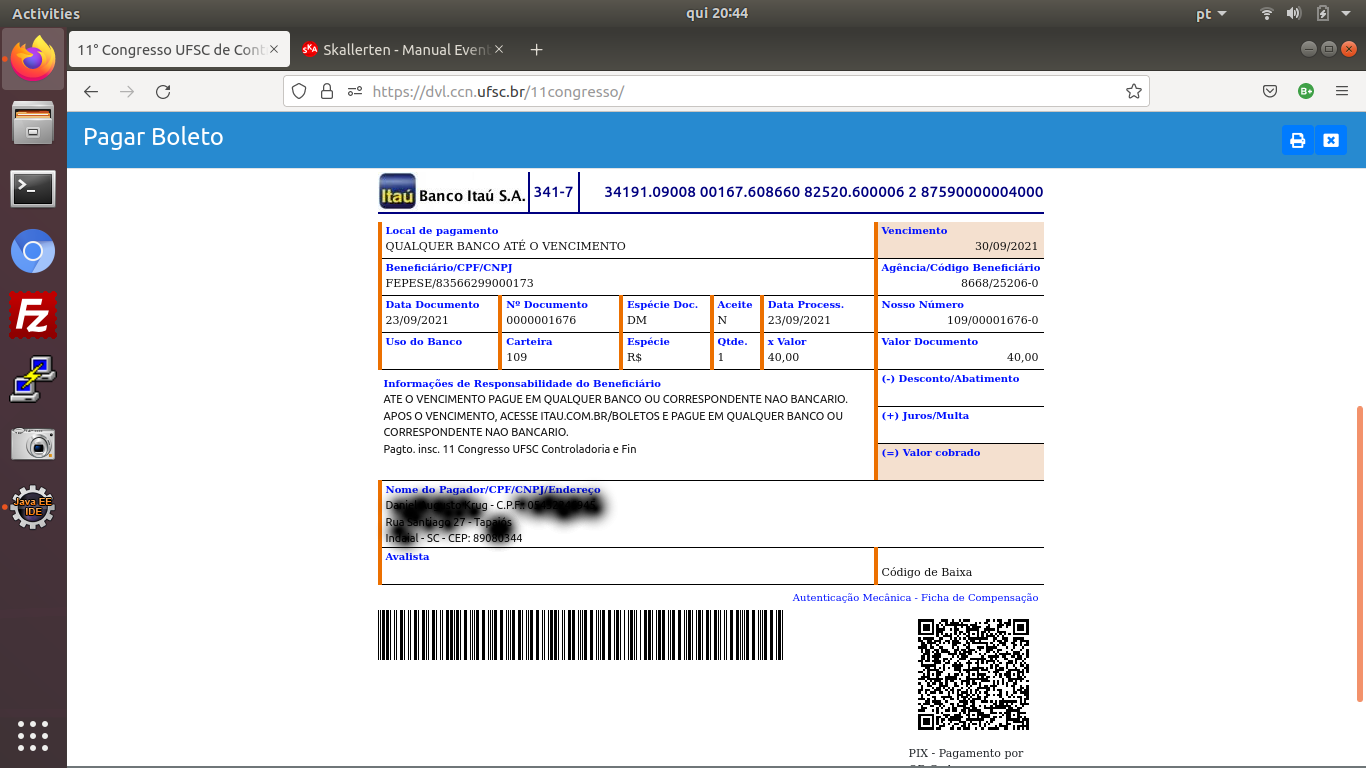 Activities
qui 20:44
pt
11° Congresso UFSC de Cont
Skallerten - Manual Event
https://dvl.ccn.ufsc.br/11congresso/
Pagar Boleto
Itaú Banco Itaú S.A. 341-7 34191.09008 00167.608660 82520.600006 2 87590000004000
Local de pagamento
QUALQUER BANCO ATÉ O VENCIMENTO
Vencimento
30/09/2021
Beneficiário/CPF/CNPJ
FEPESE/83566299000173
Agência/Código Beneficiário
8668/25206-0
Data Documento Nº Documento Espécie Doc. Aceite Data Process. Nosso Número
23/09/2021 0000001676 DM N 23/09/2021 109/00001676-0
Uso do Banco Carteira Espécie Qtde. x Valor Valor Documento
109 R$ 1 40,00 40,00
Informações de Responsabilidade do Beneficiário
ATE O VENCIMENTO PAGUE EM QUALQUER BANCO OU CORRESPONDENTE NAO BANCARIO.
APOS O VENCIMENTO, ACESSE ITAU.COM.BR/BOLETOS E PAGUE EM QUALQUER BANCO OU
CORRESPONDENTE NAO BANCARIO.
Pagto. insc. 11 Congresso UFSC Controladoria e Fin
(-) Desconto/Abatimento
(+) Juros/Multa
(=) Valor cobrado
Nome do Pagador/CPF/CNPJ/Endereço
Krug - C.P.F.:
Rua Santiago 27 - Tapajós
Indaial - SC - CEP: 89080344
Avalista
Código de Baixa
Autenticação Mecânica - Ficha de Compensação
PIX - Pagamento por
Java EE
IDE